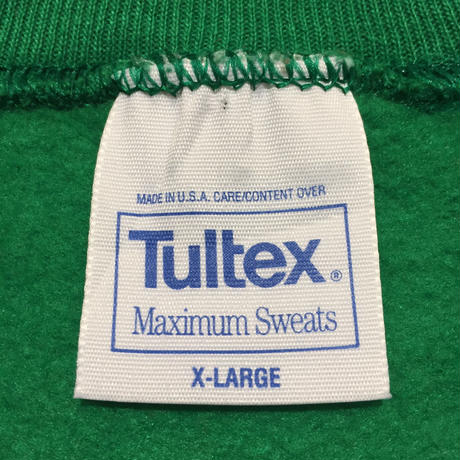 MADE IN U.S.A. CARE/CONTENT OVER
Tultex®
Maximum Sweats
X-LARGE